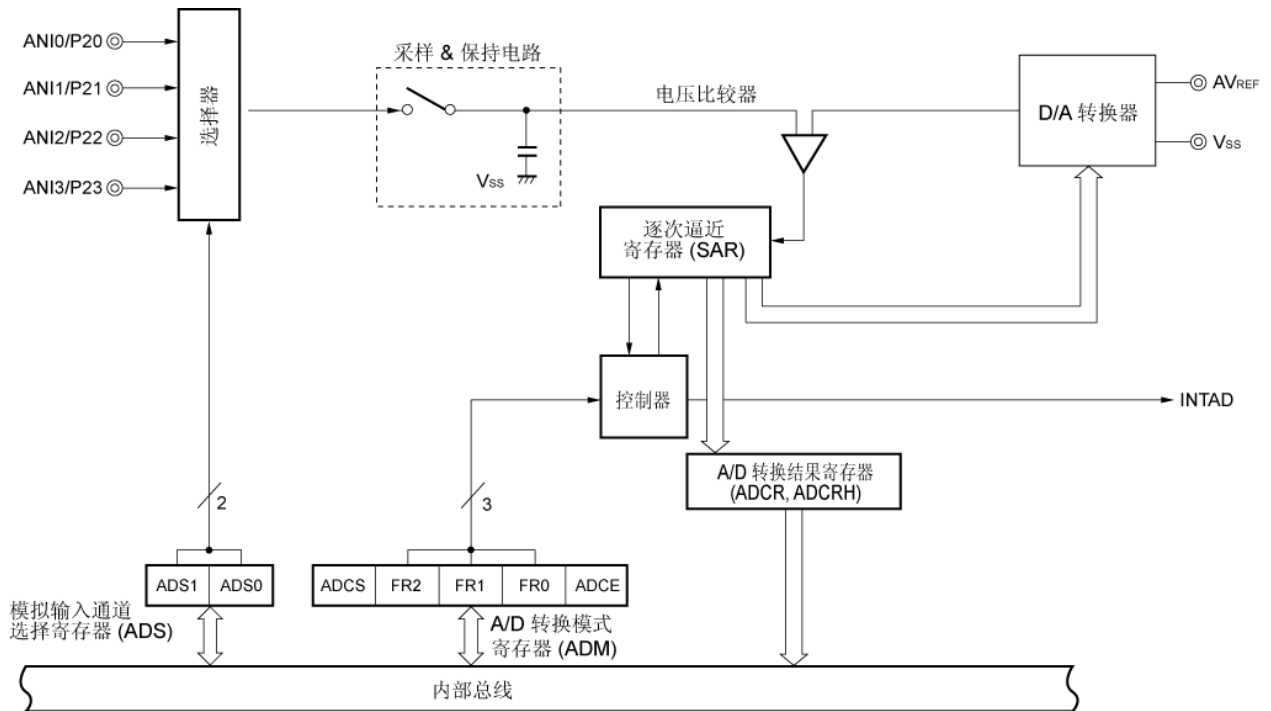 ANI0/P20
ANI1/P21
ANI2/P22
ANI3/P23
选择器
采样 & 保持电路
VSS
电压比较器
D/A 转换器
AVREF
VSS
逐次逼近
寄存器 (SAR)
控制器
INTAD
A/D 转换结果寄存器
(ADCR, ADCRH)
2
3
ADS1
ADS0
ADCS
FR2
FR1
FR0
ADCE
模拟输入通道
选择寄存器 (ADS)
A/D 转换模式
寄存器 (ADM)
内部总线